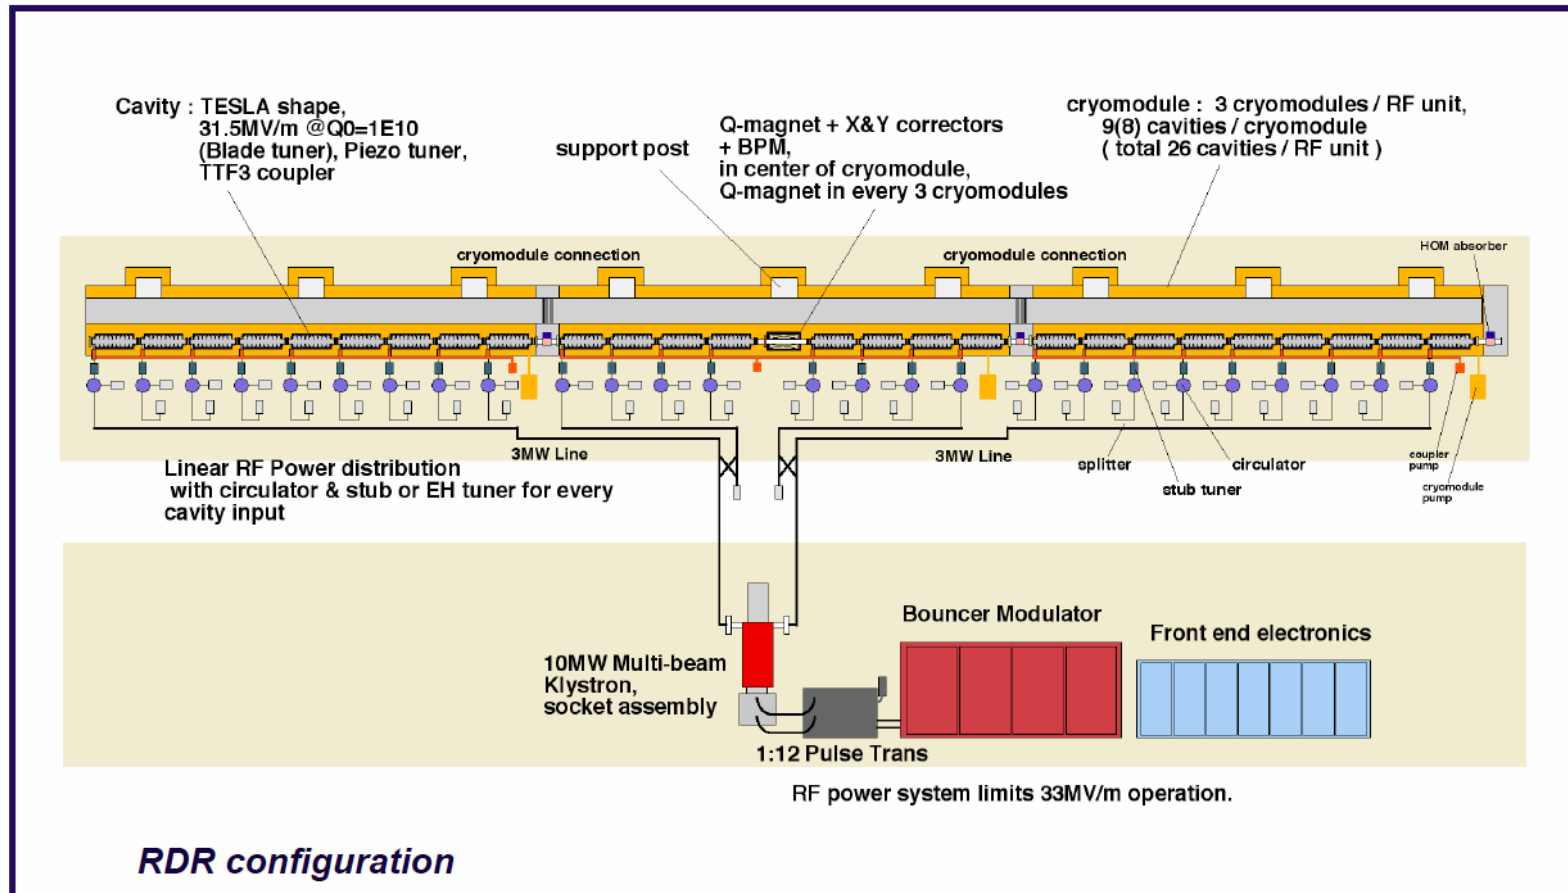 Cavity : TESLA shape,
31.5MV/m @Q0=1E10
(Blade tuner), Piezo tuner,
TTF3 coupler
support post
Q-magnet + X&Y correctors
+ BPM,
in center of cryomodule,
Q-magnet in every 3 cryomodules
cryomodule : 3 cryomodules / RF unit,
9(8) cavities / cryomodule
( total 26 cavities / RF unit )
cryomodule connection
cryomodule connection
HOM absorber
3MW Line
3MW Line
splitter
stub tuner
circulator
coupler
pump
cryomodule
pump
Linear RF Power distribution
with circulator & stub or EH tuner for every
cavity input
Bouncer Modulator
Front end electronics
10MW Multi-beam
Klystron,
socket assembly
1:12 Pulse Trans
RF power system limits 33MV/m operation.
RDR configuration